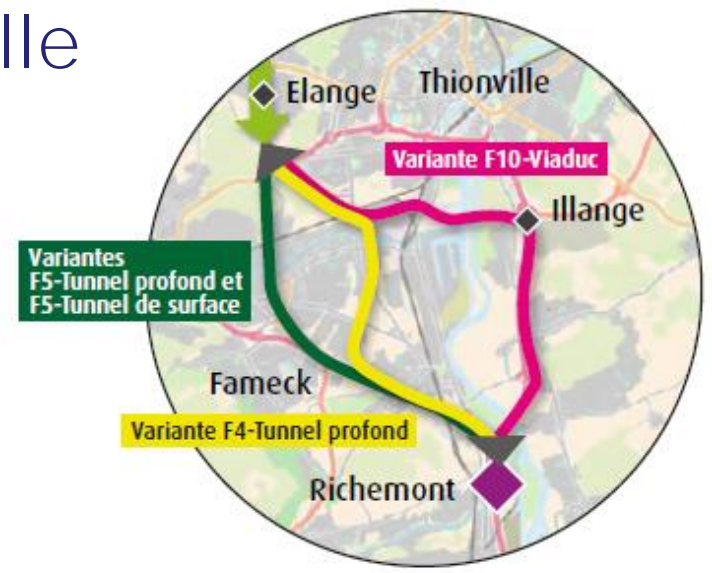 lle
Thionville
Elange
Variante F10-Viaduc
Illange
Variantes
F5-Tunnel profond et
F5-Tunnel de surface
Fameck
Variante F4-Tunnel profond
Richemont